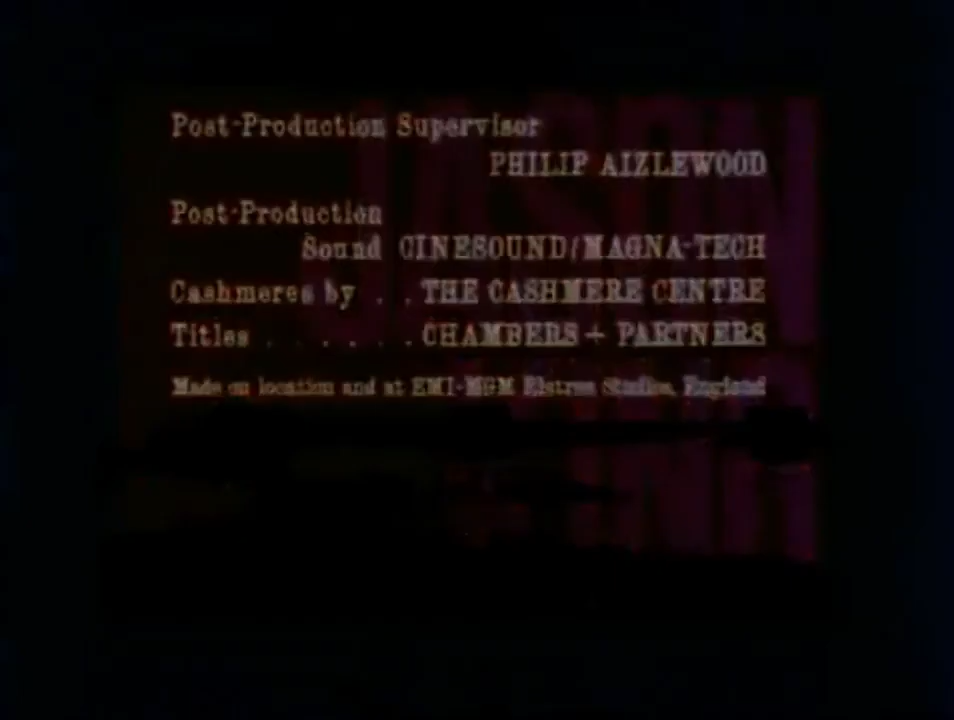 Post-Production Supervisor
PHILIP AIZLEWOOD
Post-Production
Sound CINESOUND/MAGNA-TECH
Cashmeres by . . THE CASHMERE CENTRE
Titles . . . . . . CHAMBERS + PARTNERS
Made on location and at EMI-MGM Elstree Studios, England
JASON